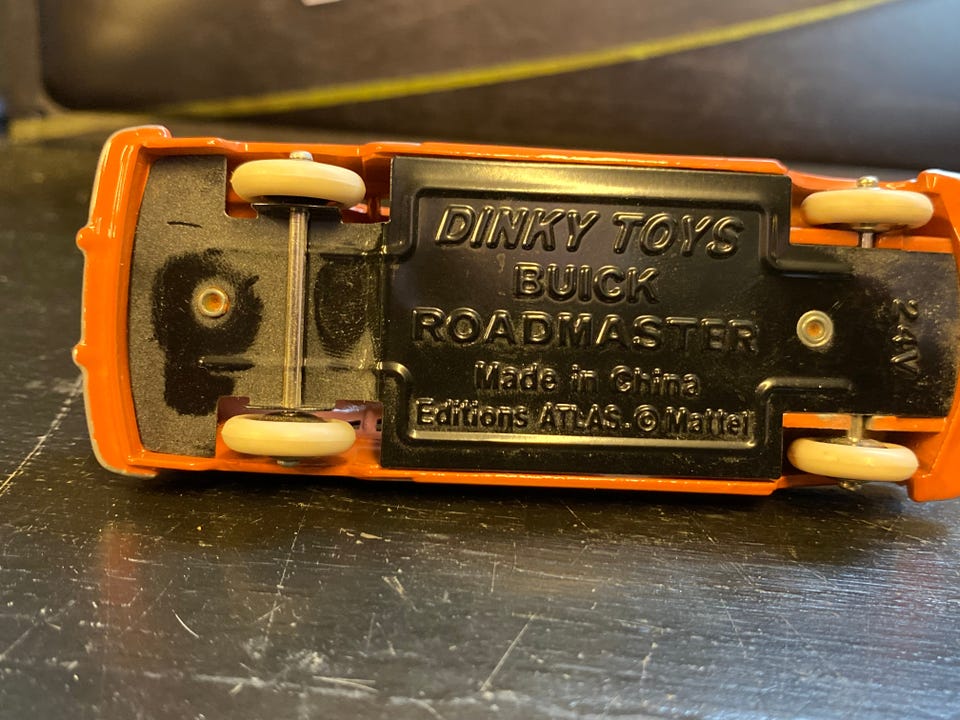 DINKY TOYS
BUICK
ROADMASTER
Made in China
Editions ATLAS-©Mattel
24V